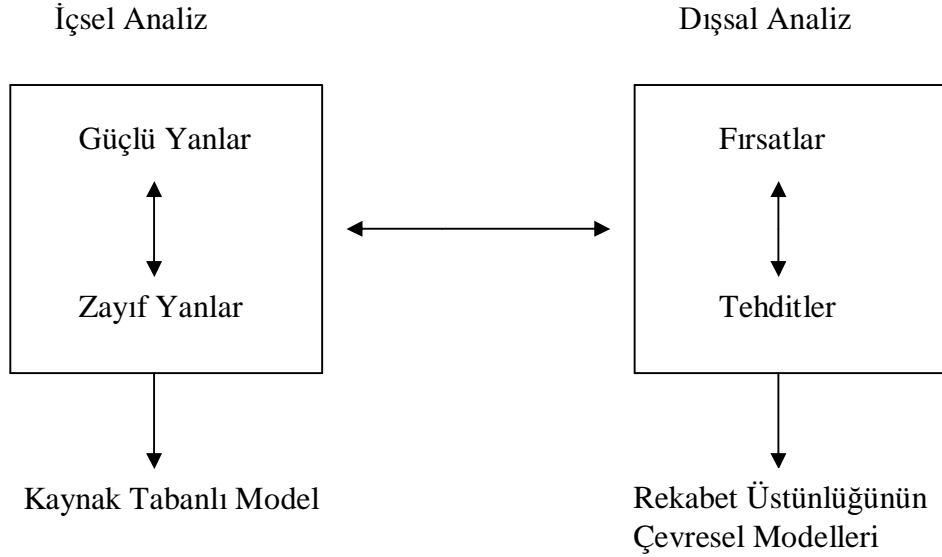 İçsel Analiz
Dışsal Analiz
Güçlü Yanlar
Fırsatlar
Zayıf Yanlar
Tehditler
Kaynak Tabanlı Model
Rekabet Üstünlüğünün
Çevresel Modelleri